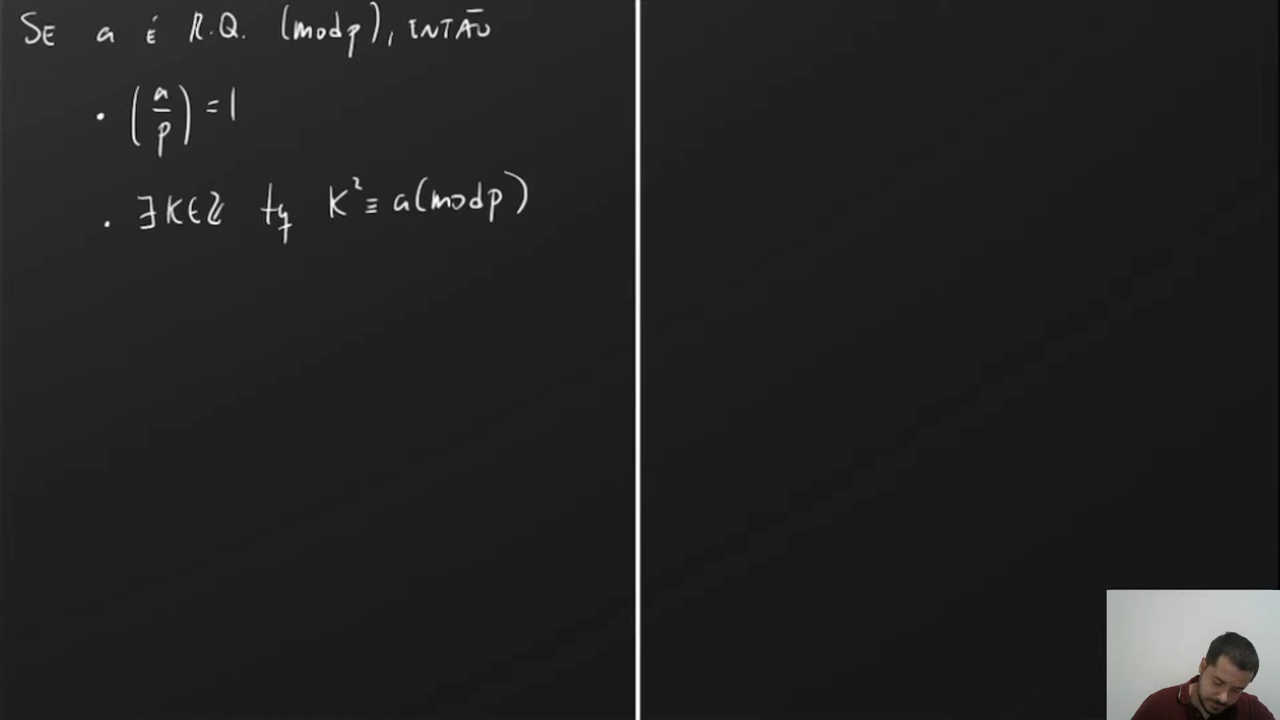 SE a É R.Q. (mod p), ENTÃO
• (a/p) = 1
• ∃ K ∈ ℤ tq K² ≡ a (mod p)